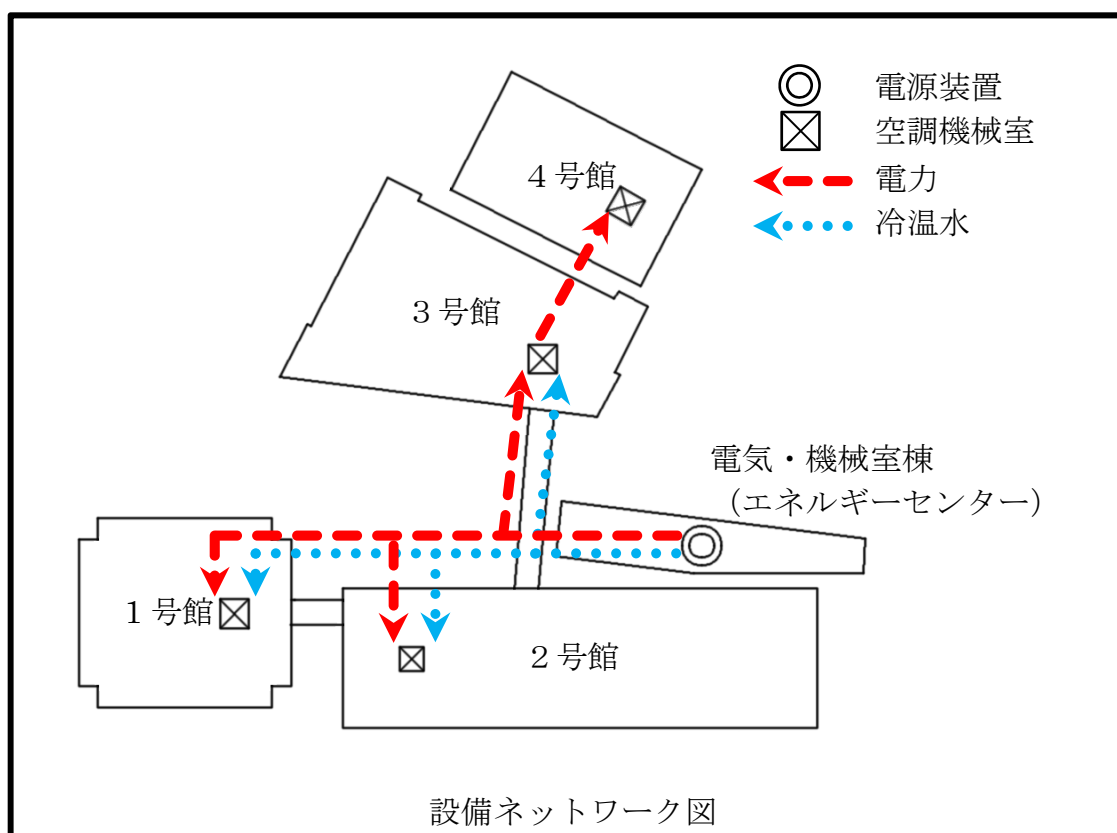 電源装置
空調機械室
電力
冷温水
４号館
３号館
電気・機械室棟
（エネルギーセンター）
１号館
２号館
設備ネットワーク図